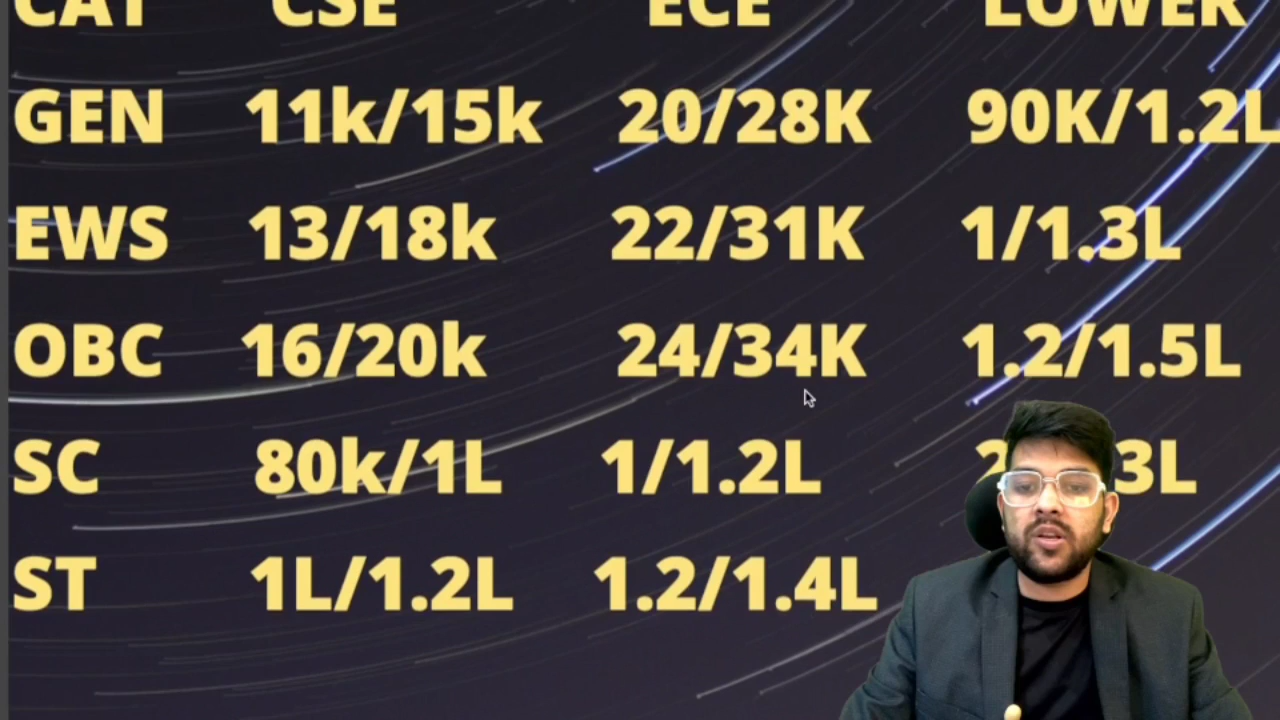 CAT CSE ECE LOWER
GEN 11k/15k 20/28K 90K/1.2L
EWS 13/18k 22/31K 1/1.3L
OBC 16/20k 24/34K 1.2/1.5L
SC 80k/1L 1/1.2L 3L
ST 1L/1.2L 1.2/1.4L